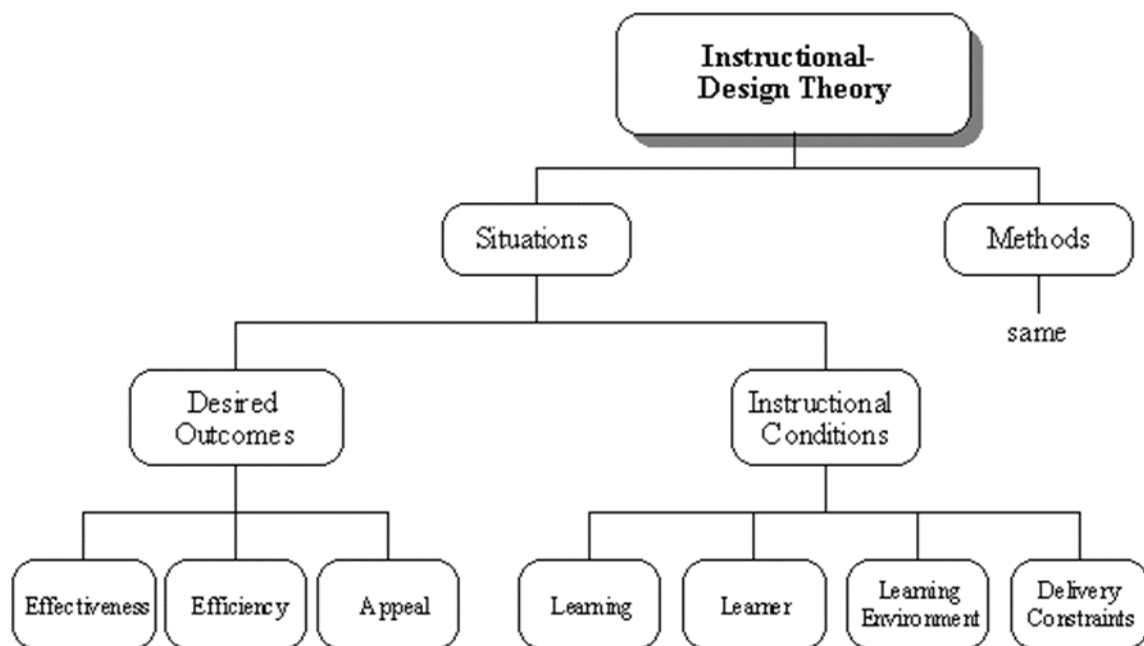 Instructional-
Design Theory
Situations
Methods
same
Desired
Outcomes
Instructional
Conditions
Effectiveness
Efficiency
Appeal
Learning
Learner
Learning
Environment
Delivery
Constraints